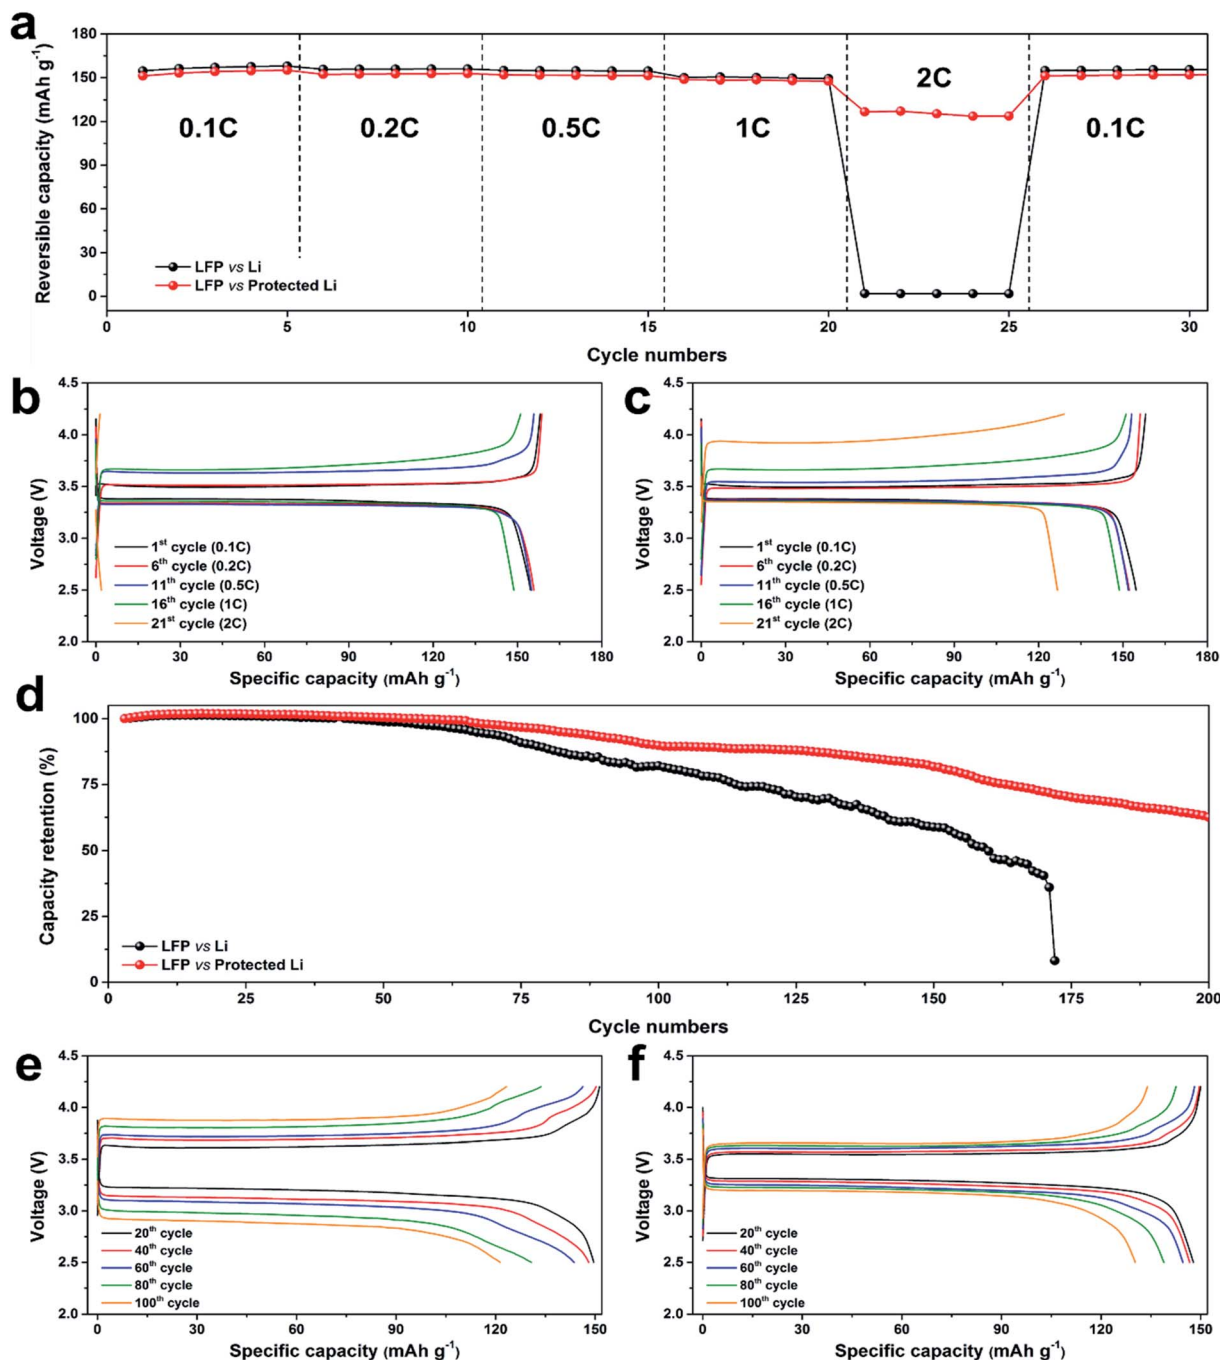 a
Reversible capacity (mAh g⁻¹)
180
150
120
90
60
30
0
0.1C
0.2C
0.5C
1C
2C
0.1C
LFP vs Li
LFP vs Protected Li
0
5
10
15
20
25
30
Cycle numbers
b
Voltage (V)
4.5
4.0
3.5
3.0
2.5
2.0
1ˢᵗ cycle (0.1C)
6ᵗʰ cycle (0.2C)
11ᵗʰ cycle (0.5C)
16ᵗʰ cycle (1C)
21ˢᵗ cycle (2C)
0
30
60
90
120
150
180
Specific capacity (mAh g⁻¹)
c
Voltage (V)
4.5
4.0
3.5
3.0
2.5
2.0
1ˢᵗ cycle (0.1C)
6ᵗʰ cycle (0.2C)
11ᵗʰ cycle (0.5C)
16ᵗʰ cycle (1C)
21ˢᵗ cycle (2C)
0
30
60
90
120
150
180
Specific capacity (mAh g⁻¹)
d
Capacity retention (%)
100
75
50
25
0
LFP vs Li
LFP vs Protected Li
0
25
50
75
100
125
150
175
200
Cycle numbers
e
Voltage (V)
4.5
4.0
3.5
3.0
2.5
2.0
20ᵗʰ cycle
40ᵗʰ cycle
60ᵗʰ cycle
80ᵗʰ cycle
100ᵗʰ cycle
0
30
60
90
120
150
Specific capacity (mAh g⁻¹)
f
Voltage (V)
4.5
4.0
3.5
3.0
2.5
2.0
20ᵗʰ cycle
40ᵗʰ cycle
60ᵗʰ cycle
80ᵗʰ cycle
100ᵗʰ cycle
0
30
60
90
120
150
Specific capacity (mAh g⁻¹)